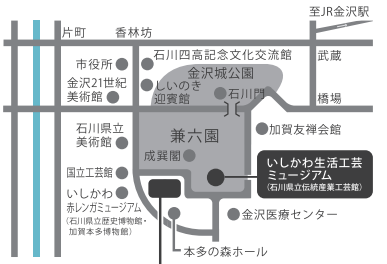 至JR金沢駅
片町
香林坊
武蔵
石川四高記念文化交流館
市役所
金沢城公園
しいのき
迎賓館
金沢21世紀
美術館
石川門
橋場
石川県立
美術館
兼六園
加賀友禅会館
成巽閣
いしかわ生活工芸
ミュージアム
(石川県立伝統産業工芸館)
国立工芸館
いしかわ
赤レンガミュージアム
(石川県立歴史博物館・
加賀本多博物館)
金沢医療センター
本多の森ホール